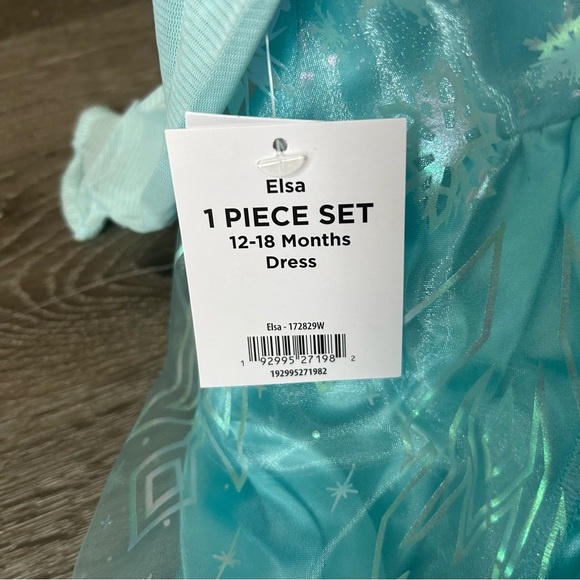 Elsa
1 PIECE SET
12-18 Months
Dress
Elsa - 172829W
1 92995 27198 2
192995271982